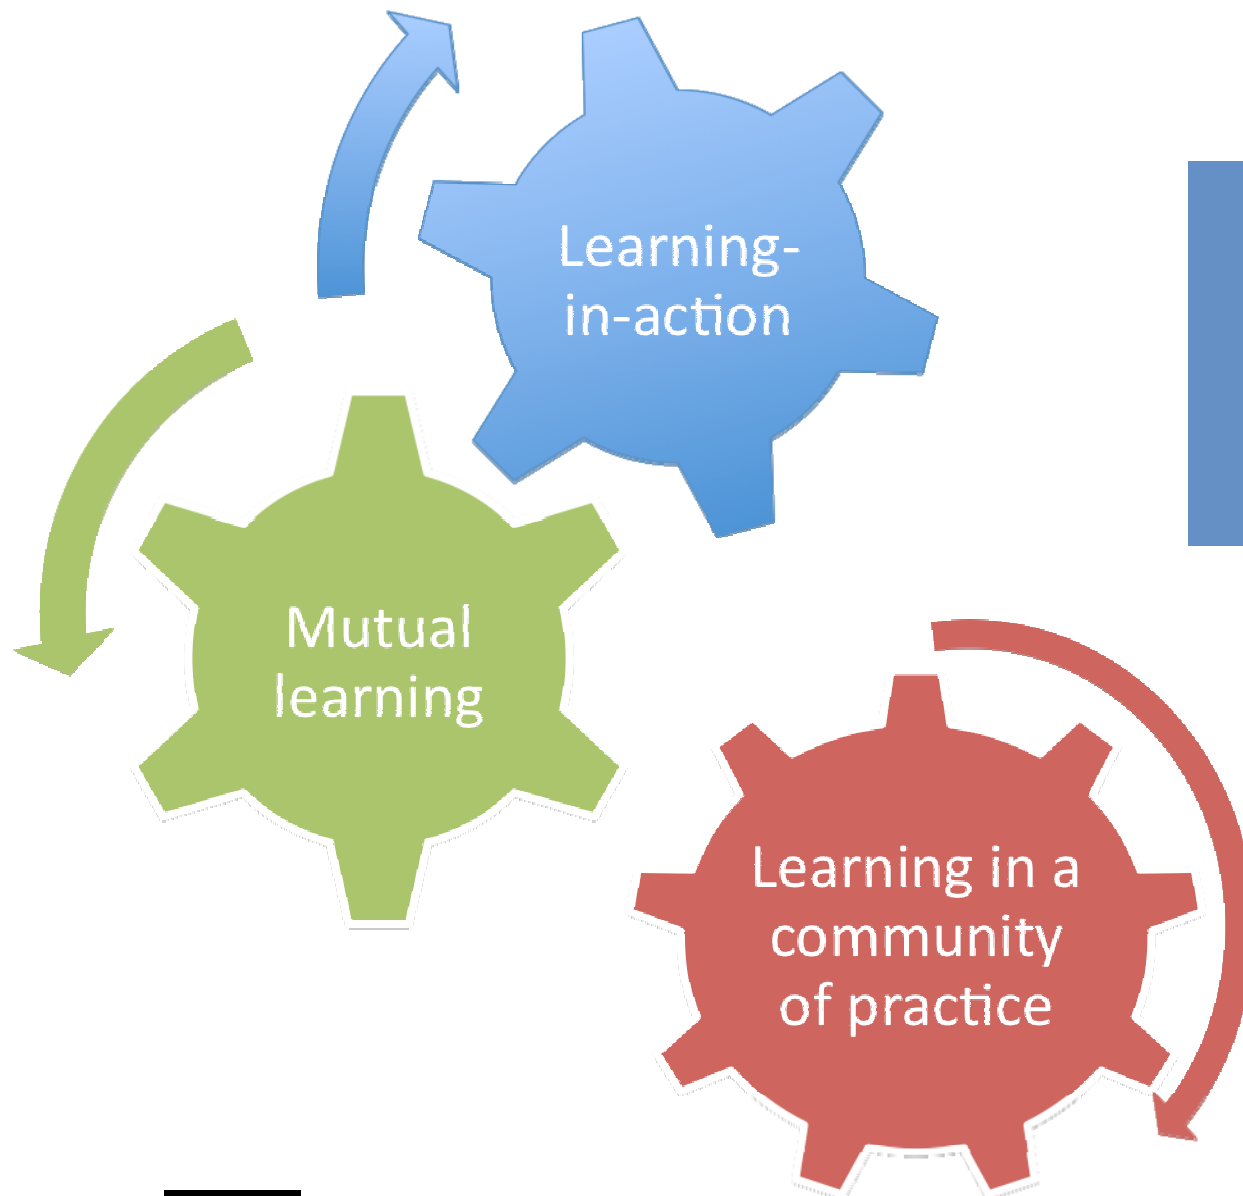 Learning-
in-action
Mutual
learning
Learning in a
community
of practice